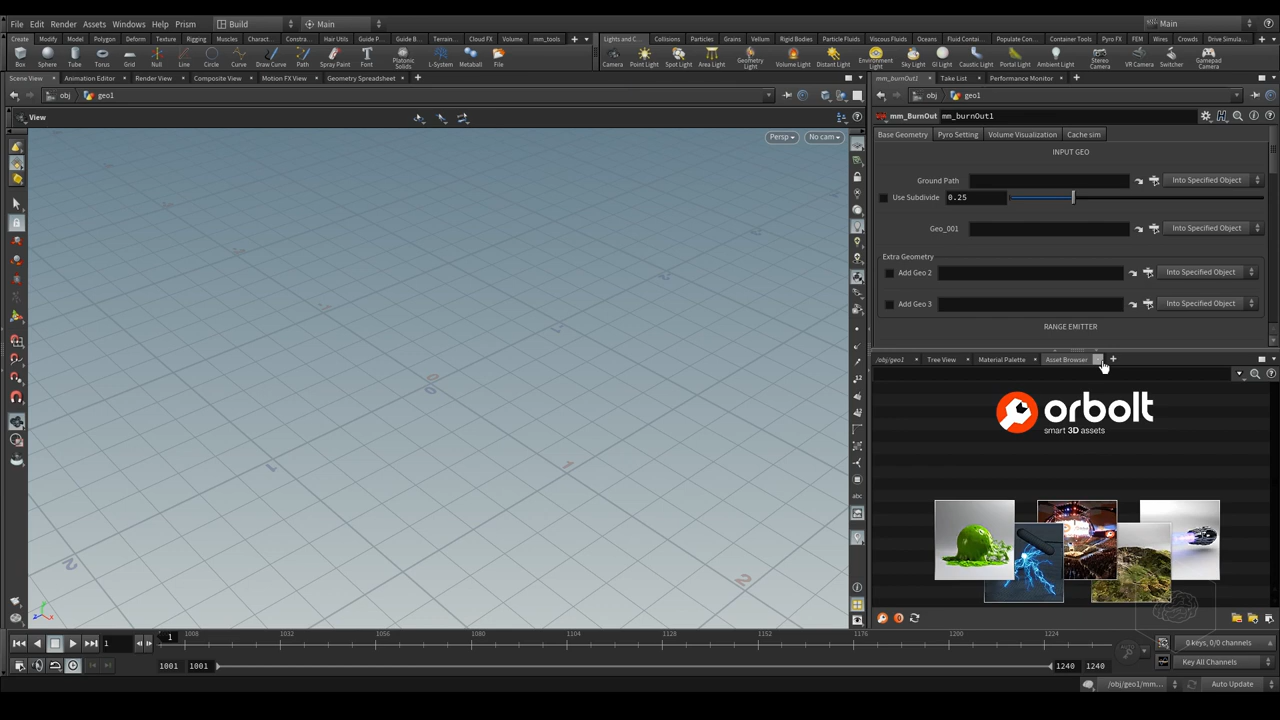 File Edit Render Assets Windows Help Prism Build Main Main
Create Modify Model Polygon Deform Texture Rigging Muscles Charact... Constra... Hair Utils Guide P... Guide B... Terrain... Cloud FX Volume mm_tools Lights and C... Collisions Particles Grains Vellum Rigid Bodies Particle Fluids Viscous Fluids Oceans Fluid Contai... Populate Con... Container Tools Pyro FX FEM Wires Crowds Drive Simula...
Box Sphere Tube Torus Grid Null Line Circle Curve Draw Curve Path Spray Paint Font Platonic Solids L-System Metaball File Camera Point Light Spot Light Area Light Geometry Light Volume Light Distant Light Environment Light Sky Light GI Light Caustic Light Portal Light Ambient Light Stereo Camera VR Camera Switcher Gamepad Camera
Scene View Animation Editor Render View Composite View Motion FX View Geometry Spreadsheet mm_burnOut1 Take List Performance Monitor
obj geo1 obj geo1
View mm_BurnOut mm_burnOut1
Persp No cam
Base Geometry Pyro Setting Volume Visualization Cache sim
INPUT GEO
Ground Path Into Specified Object
Use Subdivide 0.25
Geo_001 Into Specified Object
Extra Geometry
Add Geo 2 Into Specified Object
Add Geo 3 Into Specified Object
RANGE EMITTER
/obj/geo1 Tree View Material Palette Asset Browser
orbolt
smart 3D assets
abc
1 1 1008 1032 1056 1080 1104 1128 1152 1176 1200 1224 0 keys, 0/0 channels
1001 1001 1240 1240 Key All Channels
/obj/geo1/mm... Auto Update